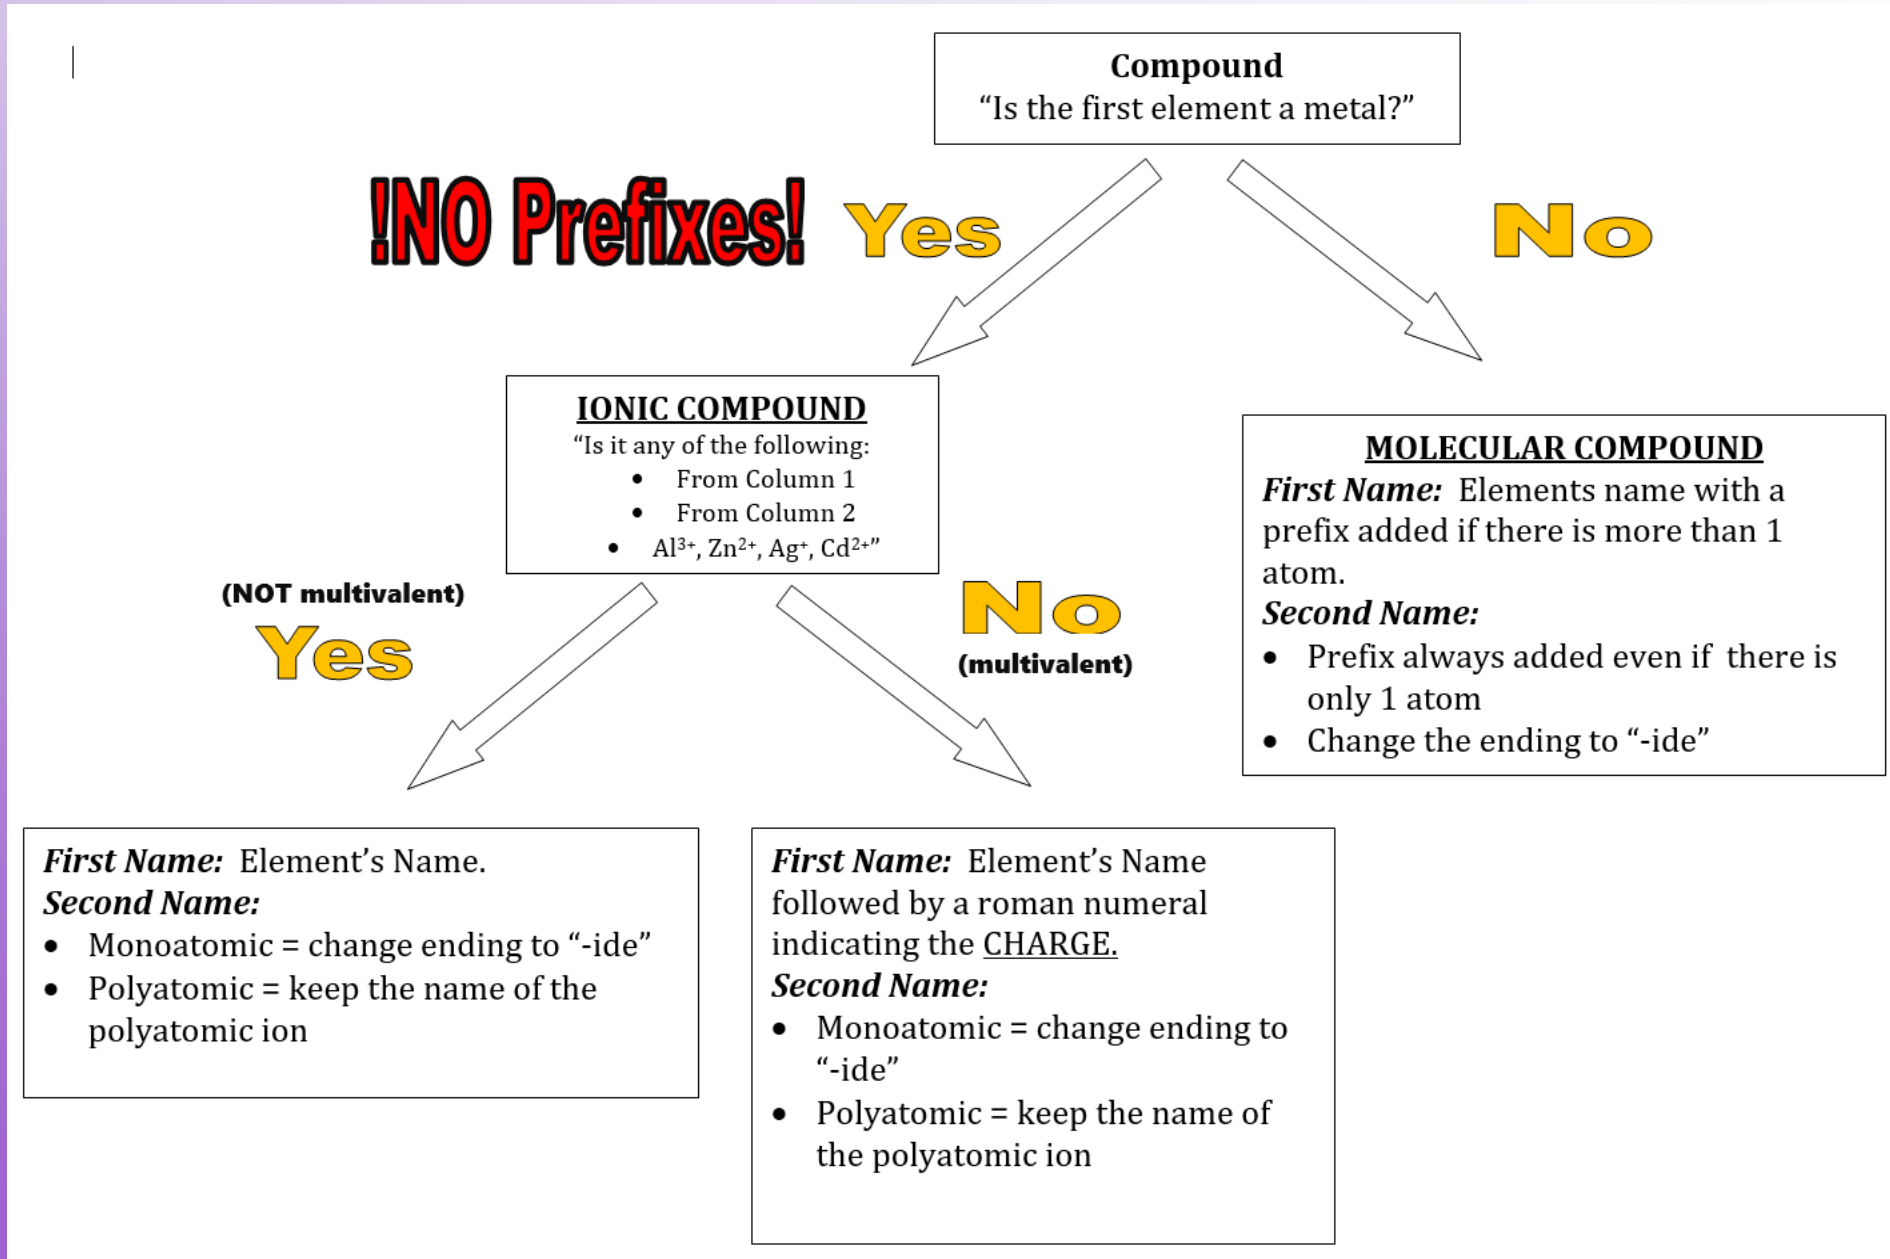 Compound
“Is the first element a metal?”
!NO Prefixes!
Yes
No
IONIC COMPOUND
“Is it any of the following:
• From Column 1
• From Column 2
• Al³⁺, Zn²⁺, Ag⁺, Cd²⁺”
MOLECULAR COMPOUND
First Name: Elements name with a
prefix added if there is more than 1
atom.
Second Name:
• Prefix always added even if there is
only 1 atom
• Change the ending to “-ide”
(NOT multivalent)
Yes
No
(multivalent)
First Name: Element’s Name.
Second Name:
• Monoatomic = change ending to “-ide”
• Polyatomic = keep the name of the
polyatomic ion
First Name: Element’s Name
followed by a roman numeral
indicating the CHARGE.
Second Name:
• Monoatomic = change ending to
“-ide”
• Polyatomic = keep the name of
the polyatomic ion